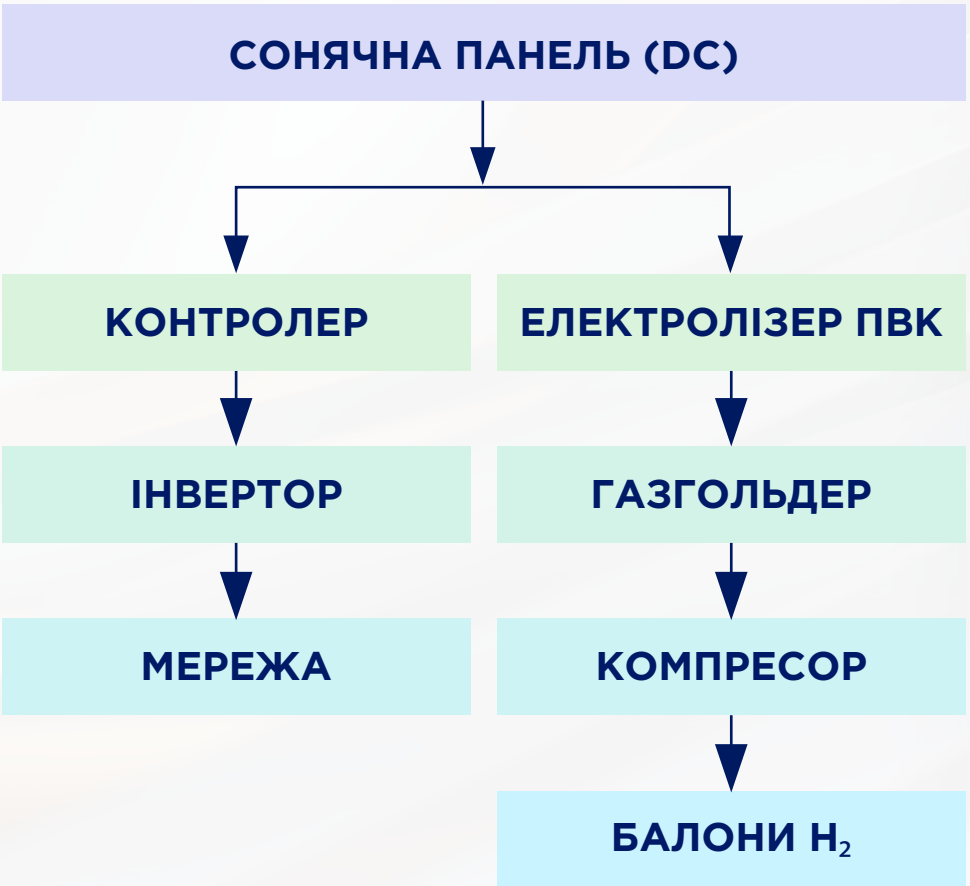 СОНЯЧНА ПАНЕЛЬ (DC)
КОНТРОЛЕР
ЕЛЕКТРОЛІЗЕР ПВК
ІНВЕРТОР
ГАЗГОЛЬДЕР
МЕРЕЖА
КОМПРЕСОР
БАЛОНИ H₂